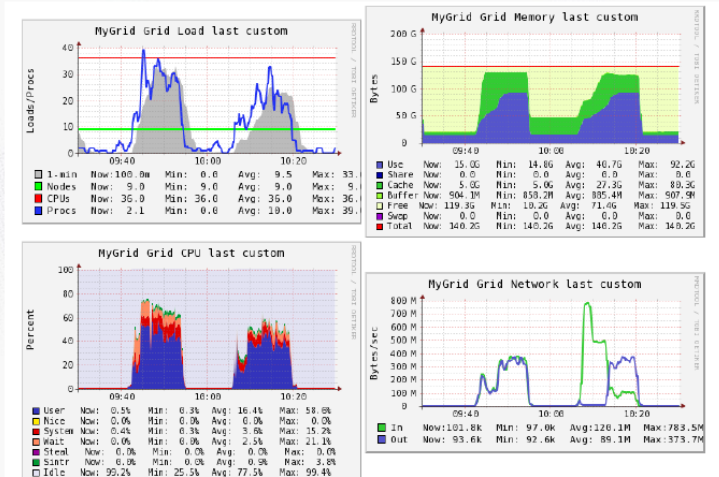 MyGrid Grid Load last custom
Loads/Procs
40
30
20
10
0
09:40 10:00 10:20
1-min Now:100.0m Min: 0.0 Avg: 9.5 Max: 33.
Nodes Now: 9.0 Min: 9.0 Avg: 9.0 Max: 9.
CPUs Now: 36.0 Min: 36.0 Avg: 36.0 Max: 36.
Procs Now: 2.1 Min: 0.0 Avg: 10.0 Max: 39.
RRDTOOL / TOBI OETIKER
MyGrid Grid Memory last custom
Bytes
200 G
150 G
100 G
50 G
0
09:40 10:00 10:20
Use Now: 15.0G Min: 14.8G Avg: 40.7G Max: 92.2G
Share Now: 0.0 Min: 0.0 Avg: 0.0 Max: 0.0
Cache Now: 5.0G Min: 5.0G Avg: 27.3G Max: 80.3G
Buffer Now: 904.1M Min: 858.2M Avg: 885.4M Max: 907.9M
Free Now: 119.3G Min: 10.2G Avg: 71.4G Max: 119.5G
Swap Now: 0.0 Min: 0.0 Avg: 0.0 Max: 0.0
Total Now: 140.2G Min: 140.2G Avg: 140.2G Max: 140.2G
RRDTOOL / TOBI OETIKER
MyGrid Grid CPU last custom
Percent
100
80
60
40
20
0
09:40 10:00 10:20
User Now: 0.5% Min: 0.3% Avg: 16.4% Max: 58.6%
Nice Now: 0.0% Min: 0.0% Avg: 0.0% Max: 0.0%
System Now: 0.4% Min: 0.3% Avg: 3.6% Max: 15.2%
Wait Now: 0.0% Min: 0.0% Avg: 2.5% Max: 21.1%
Steal Now: 0.0% Min: 0.0% Avg: 0.0% Max: 0.0%
Sintr Now: 0.0% Min: 0.0% Avg: 0.9% Max: 3.8%
Idle Now: 99.2% Min: 25.5% Avg: 77.5% Max: 99.4%
RRDTOOL / TOBI OETIKER
MyGrid Grid Network last custom
Bytes/sec
800 M
700 M
600 M
500 M
400 M
300 M
200 M
100 M
0
09:40 10:00 10:20
In Now:101.8k Min: 97.0k Avg:120.1M Max:783.5M
Out Now: 93.6k Min: 92.6k Avg: 89.1M Max:373.7M
RRDTOOL / TOBI OETIKER